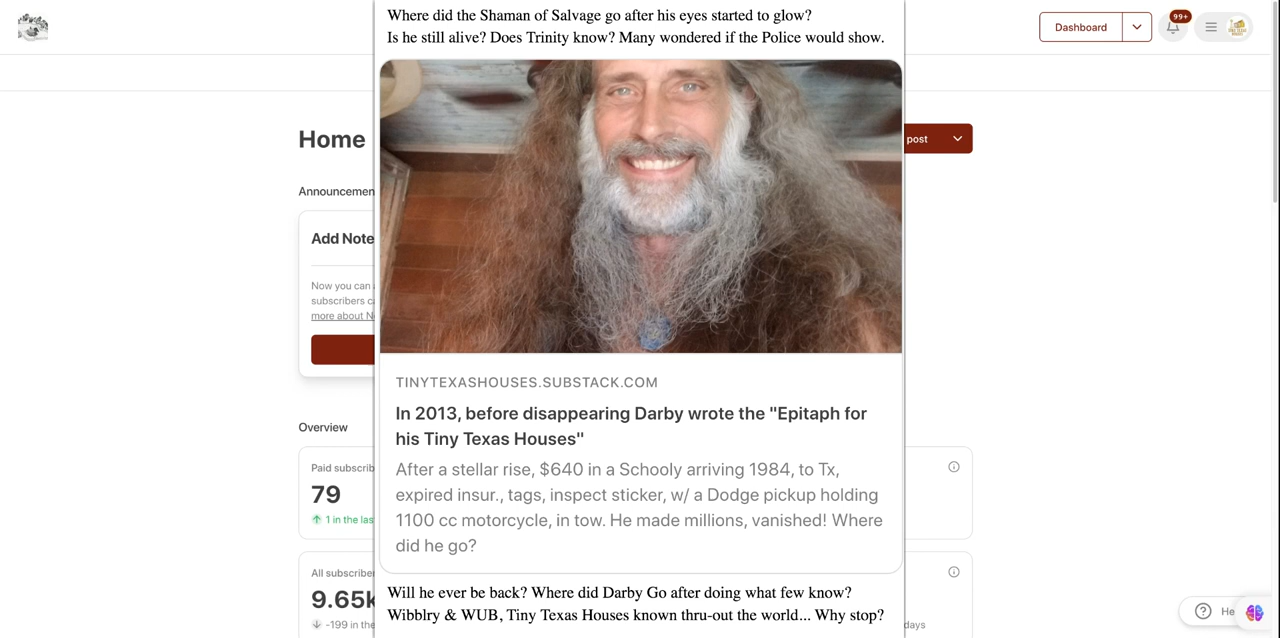 Where did the Shaman of Salvage go after his eyes started to glow?
Is he still alive? Does Trinity know? Many wondered if the Police would show.
Dashboard
99+
Home
post
Announcemen
Add Note
Now you can
subscribers c
more about N
TINYTEXASHOUSES.SUBSTACK.COM
In 2013, before disappearing Darby wrote the "Epitaph for
his Tiny Texas Houses"
After a stellar rise, $640 in a Schooly arriving 1984, to Tx,
expired insur., tags, inspect sticker, w/ a Dodge pickup holding
1100 cc motorcycle, in tow. He made millions, vanished! Where
did he go?
Overview
Paid subscrib
79
1 in the las
All subscribe
9.65k
-199 in the
days
Will he ever be back? Where did Darby Go after doing what few know?
Wibblry & WUB, Tiny Texas Houses known thru-out the world... Why stop?
He